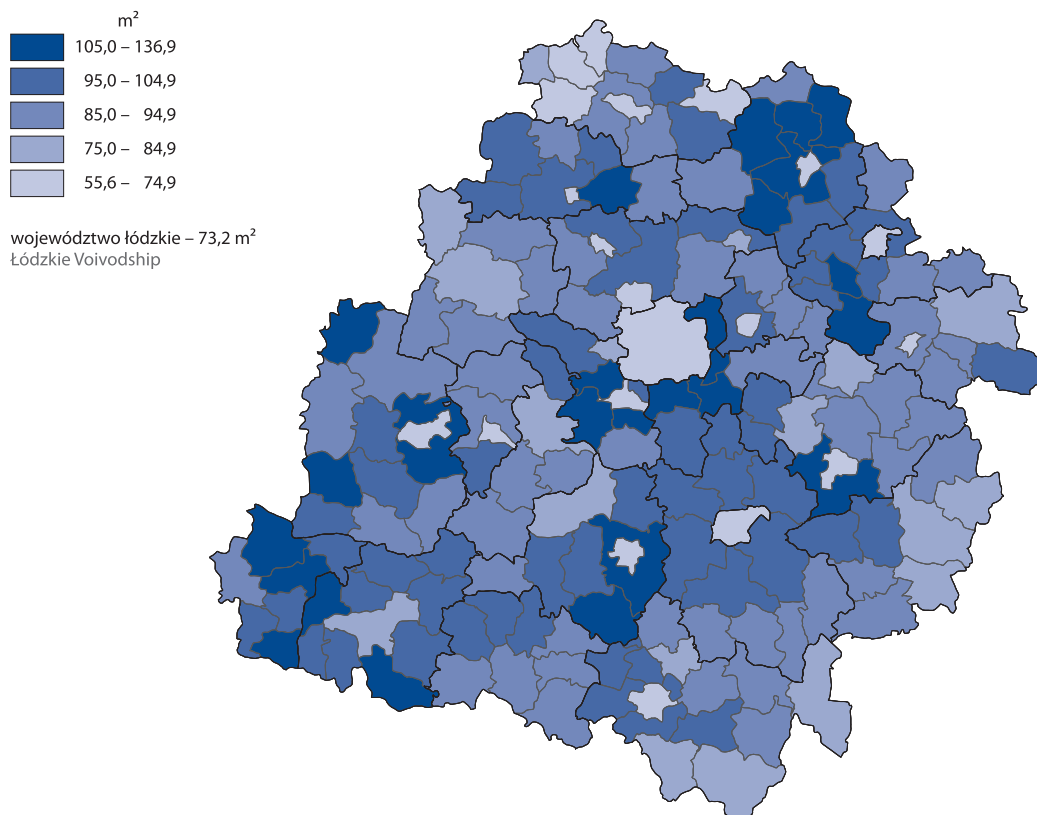 m²
105,0 – 136,9
95,0 – 104,9
85,0 – 94,9
75,0 – 84,9
55,6 – 74,9
województwo łódzkie – 73,2 m²
Łódzkie Voivodship